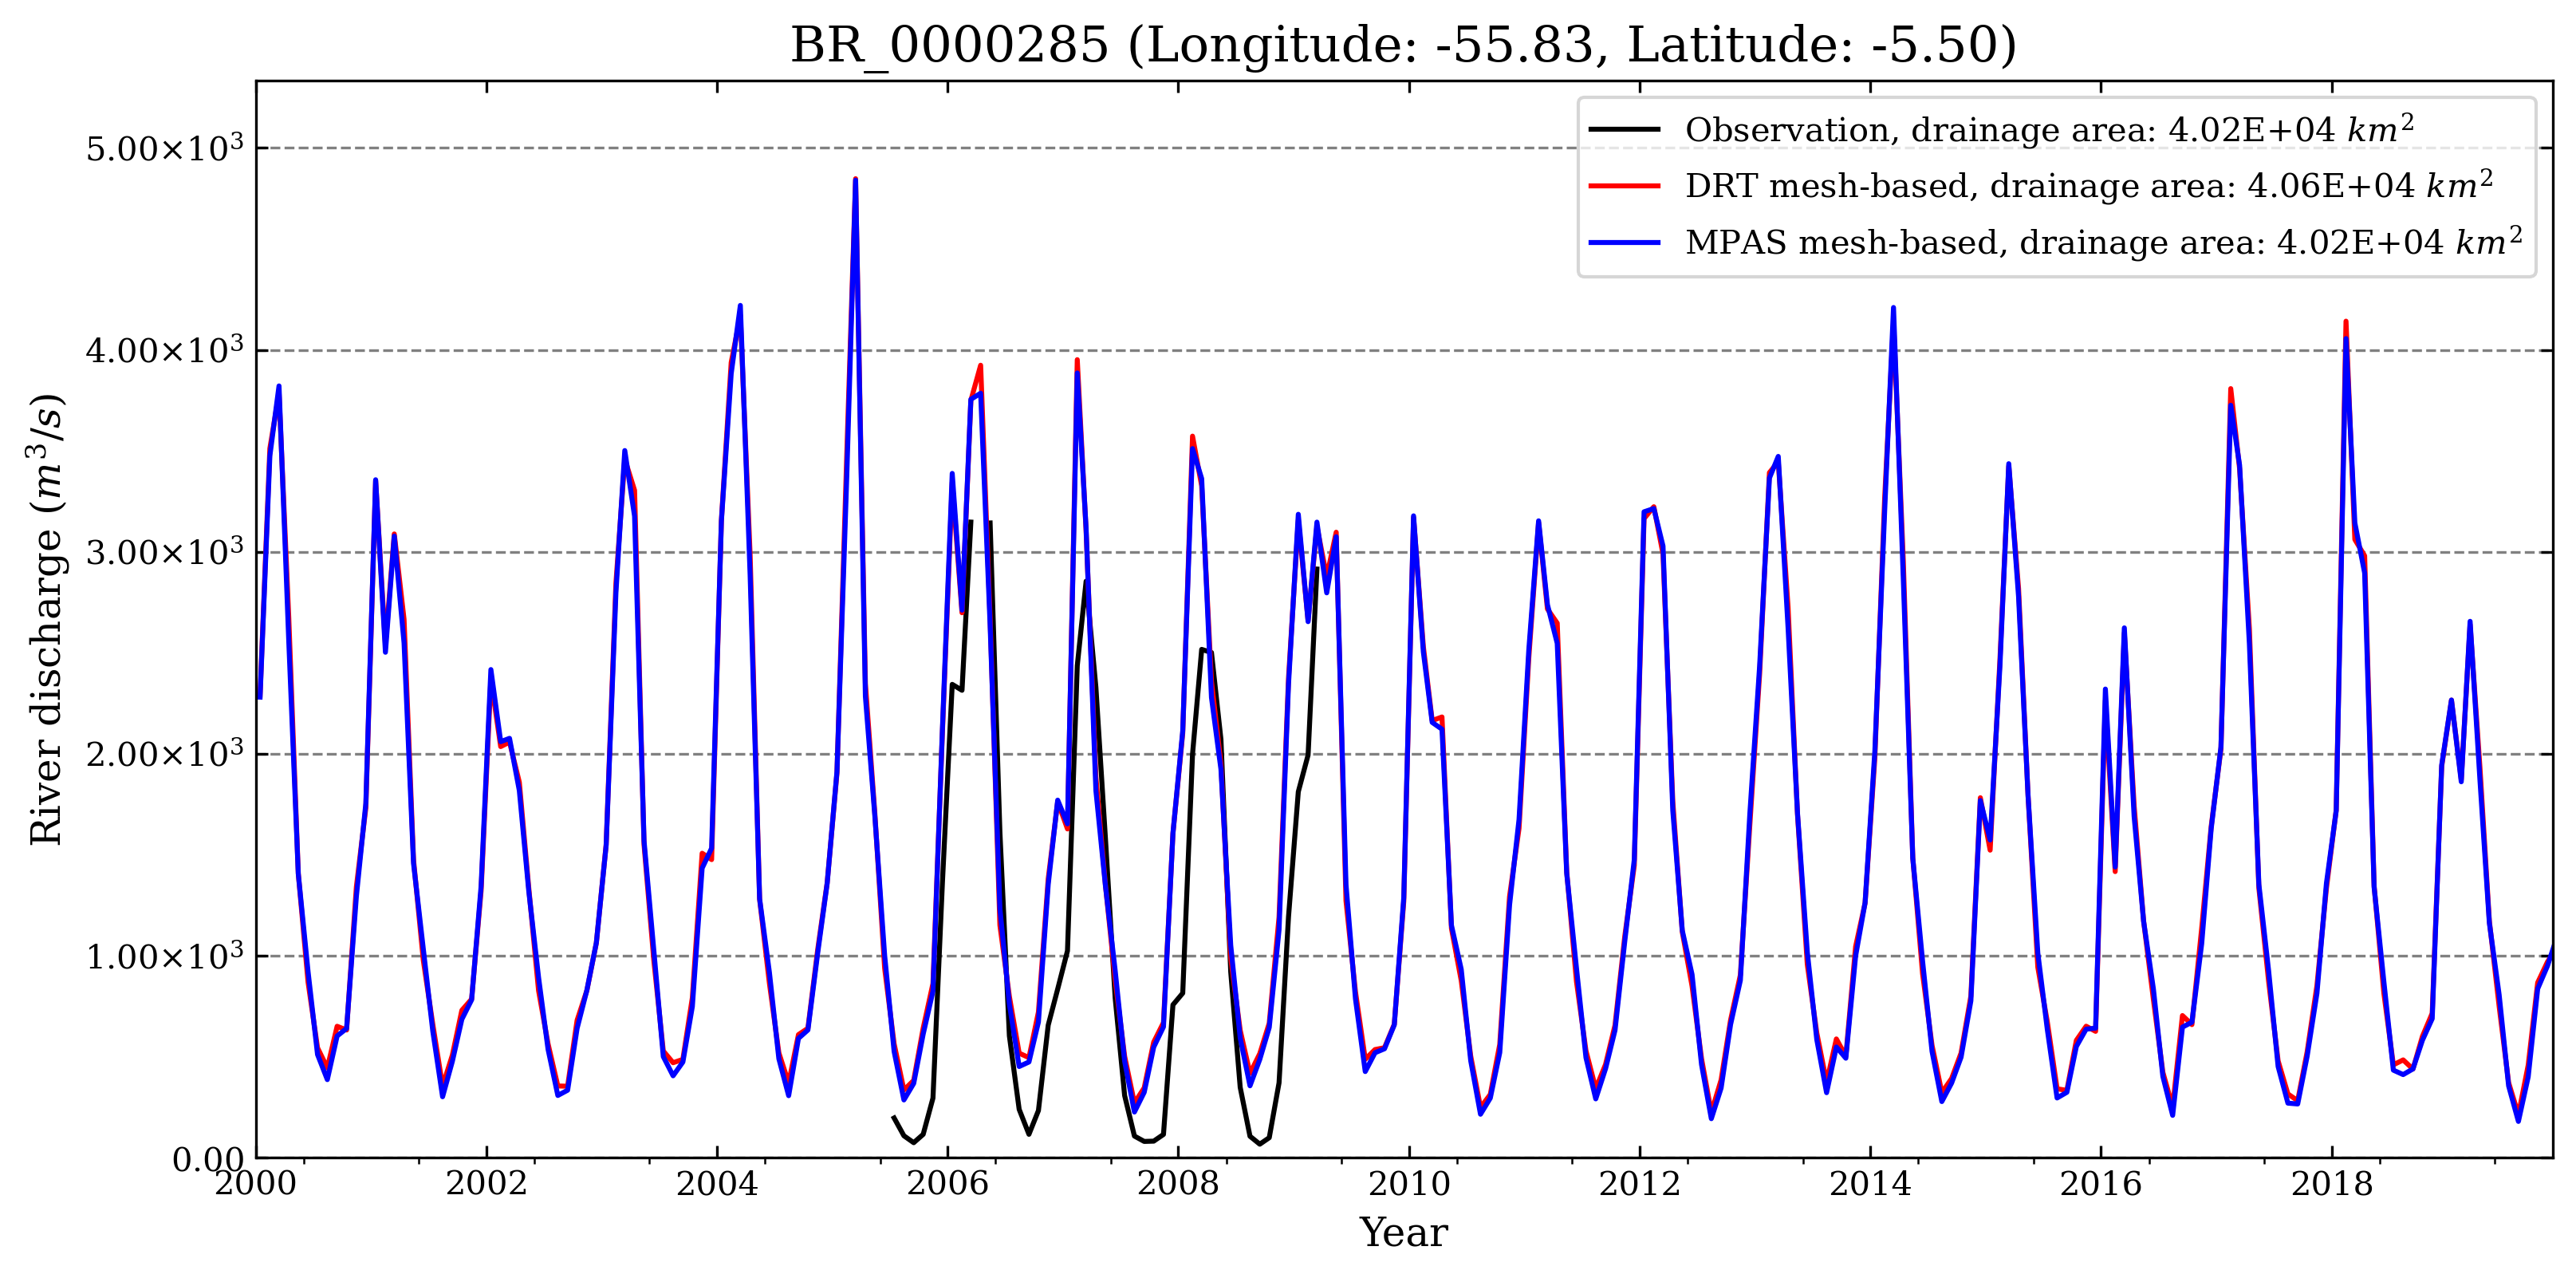 BR_0000285 (Longitude: -55.83, Latitude: -5.50)
River discharge (m³/s)
5.00×10³
4.00×10³
3.00×10³
2.00×10³
1.00×10³
0.00
Observation, drainage area: 4.02E+04 km²
DRT mesh-based, drainage area: 4.06E+04 km²
MPAS mesh-based, drainage area: 4.02E+04 km²
2000 2002 2004 2006 2008 2010 2012 2014 2016 2018
Year